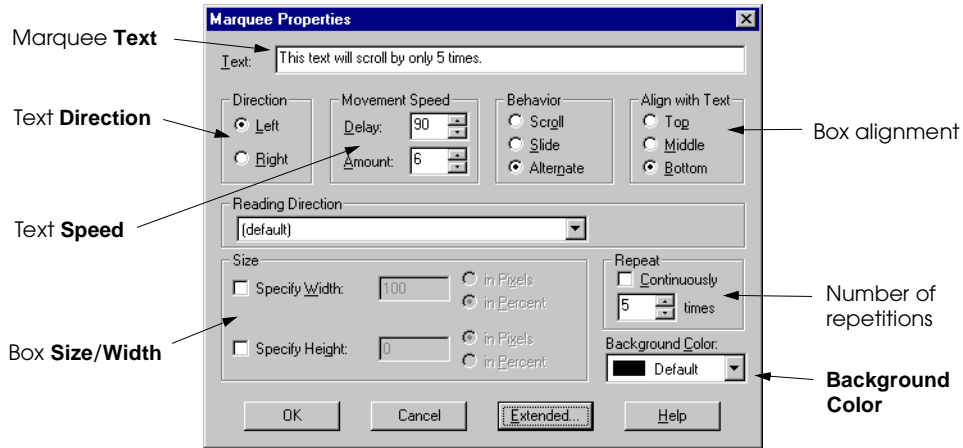 Marquee Properties
Marquee Text
Text: This text will scroll by only 5 times.
Text Direction
Direction
Left
Right
Movement Speed
Delay: 90
Amount: 6
Behavior
Scroll
Slide
Alternate
Align with Text
Top
Middle
Bottom
Box alignment
Text Speed
Reading Direction
(default)
Size
Specify Width: 100
in Pixels
in Percent
Specify Height: 0
in Pixels
in Percent
Box Size/Width
Repeat
Continuously
5 times
Number of
repetitions
Background Color:
Default
Background
Color
OK Cancel Extended... Help